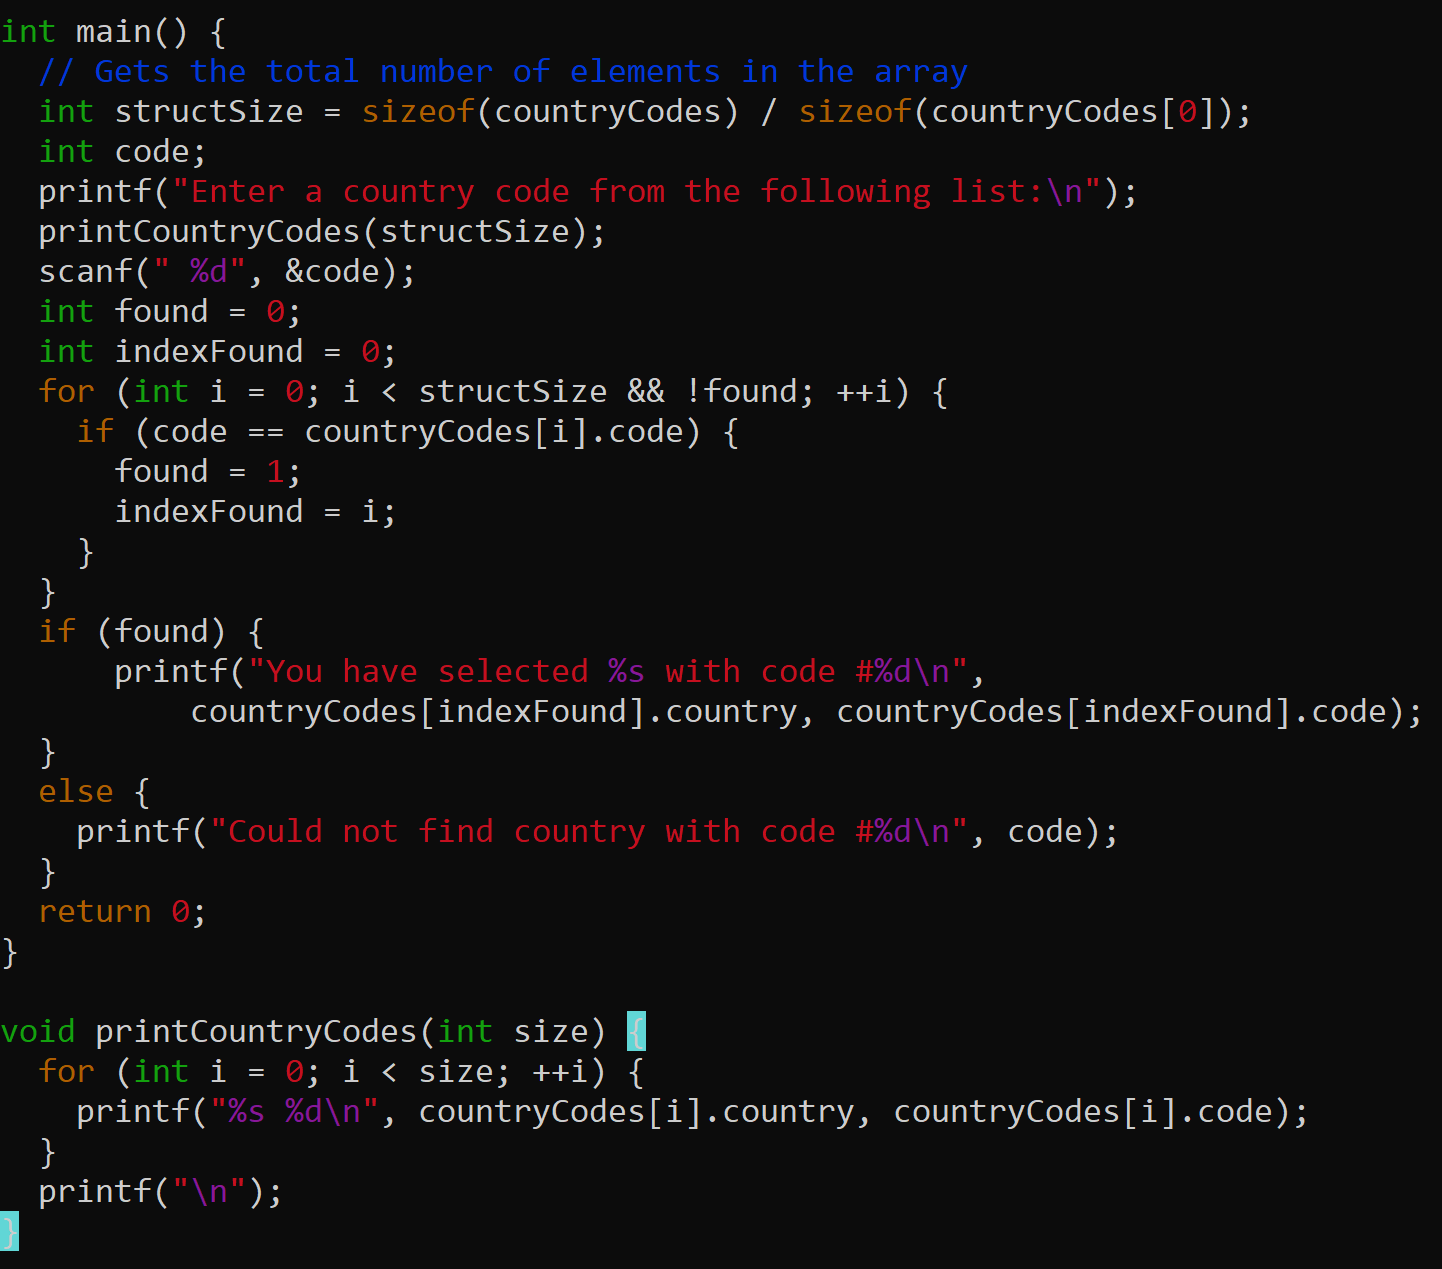 int main() {
  // Gets the total number of elements in the array
  int structSize = sizeof(countryCodes) / sizeof(countryCodes[0]);
  int code;
  printf("Enter a country code from the following list:\n");
  printCountryCodes(structSize);
  scanf(" %d", &code);
  int found = 0;
  int indexFound = 0;
  for (int i = 0; i < structSize && !found; ++i) {
    if (code == countryCodes[i].code) {
      found = 1;
      indexFound = i;
    }
  }
  if (found) {
      printf("You have selected %s with code #%d\n",
          countryCodes[indexFound].country, countryCodes[indexFound].code);
  }
  else {
    printf("Could not find country with code #%d\n", code);
  }
  return 0;
}

void printCountryCodes(int size) {
  for (int i = 0; i < size; ++i) {
    printf("%s %d\n", countryCodes[i].country, countryCodes[i].code);
  }
  printf("\n");
}